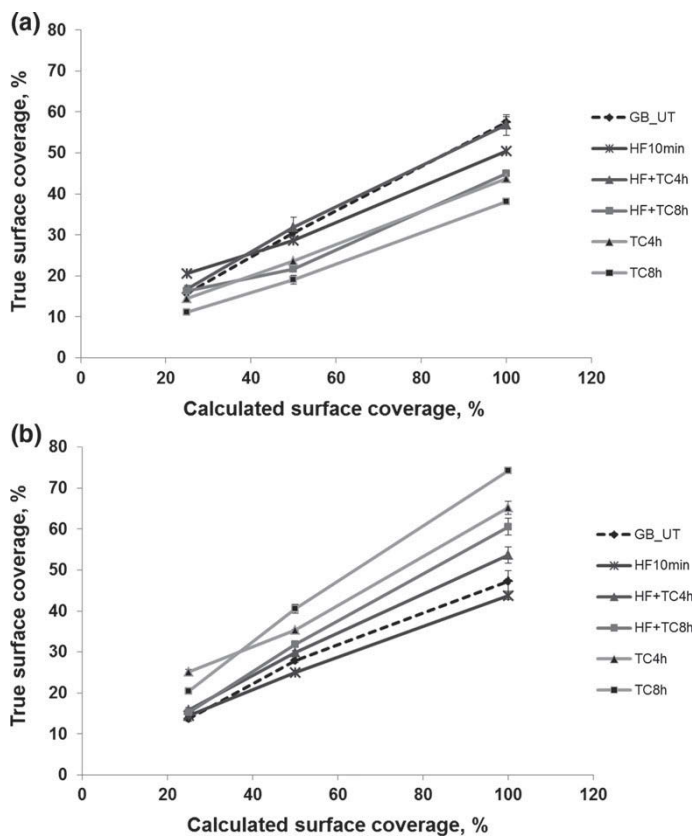 (a)
True surface coverage, %
80
70
60
50
40
30
20
10
0
0 20 40 60 80 100 120
Calculated surface coverage, %
GB_UT
HF10min
HF+TC4h
HF+TC8h
TC4h
TC8h
(b)
True surface coverage, %
80
70
60
50
40
30
20
10
0
0 20 40 60 80 100 120
Calculated surface coverage, %
GB_UT
HF10min
HF+TC4h
HF+TC8h
TC4h
TC8h